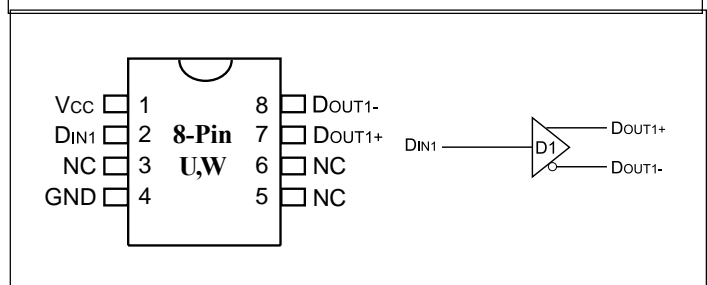 Vcc 1 8 DOUT1-
DIN1 2 8-Pin 7 DOUT1+
NC 3 U,W 6 NC
GND 4 5 NC
DIN1 D1 DOUT1+
DOUT1-